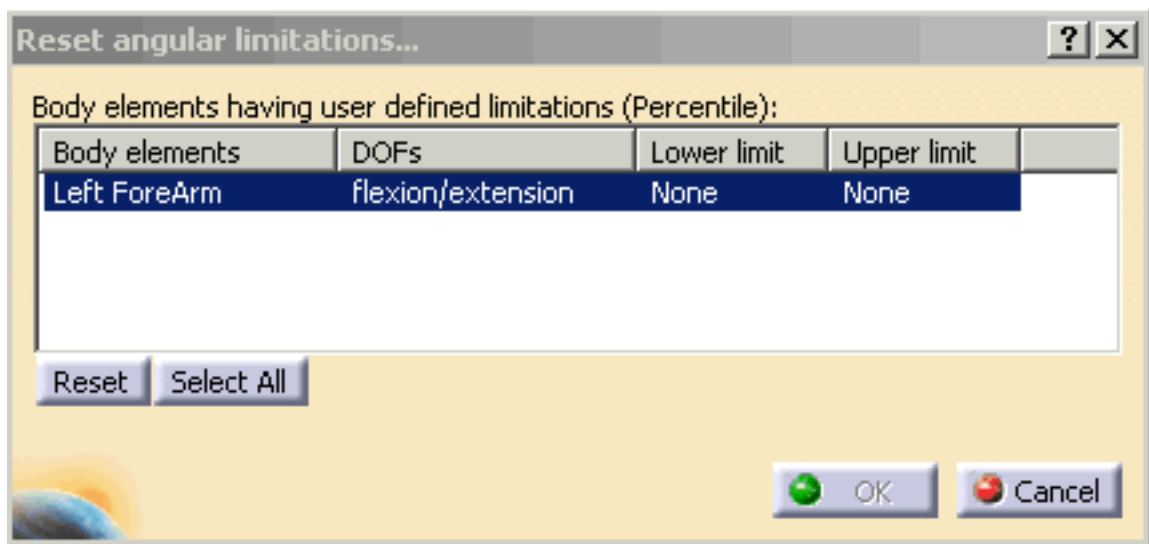 Reset angular limitations...
Body elements having user defined limitations (Percentile):
Body elements DOFs Lower limit Upper limit
Left ForeArm flexion/extension None None
Reset Select All
OK Cancel